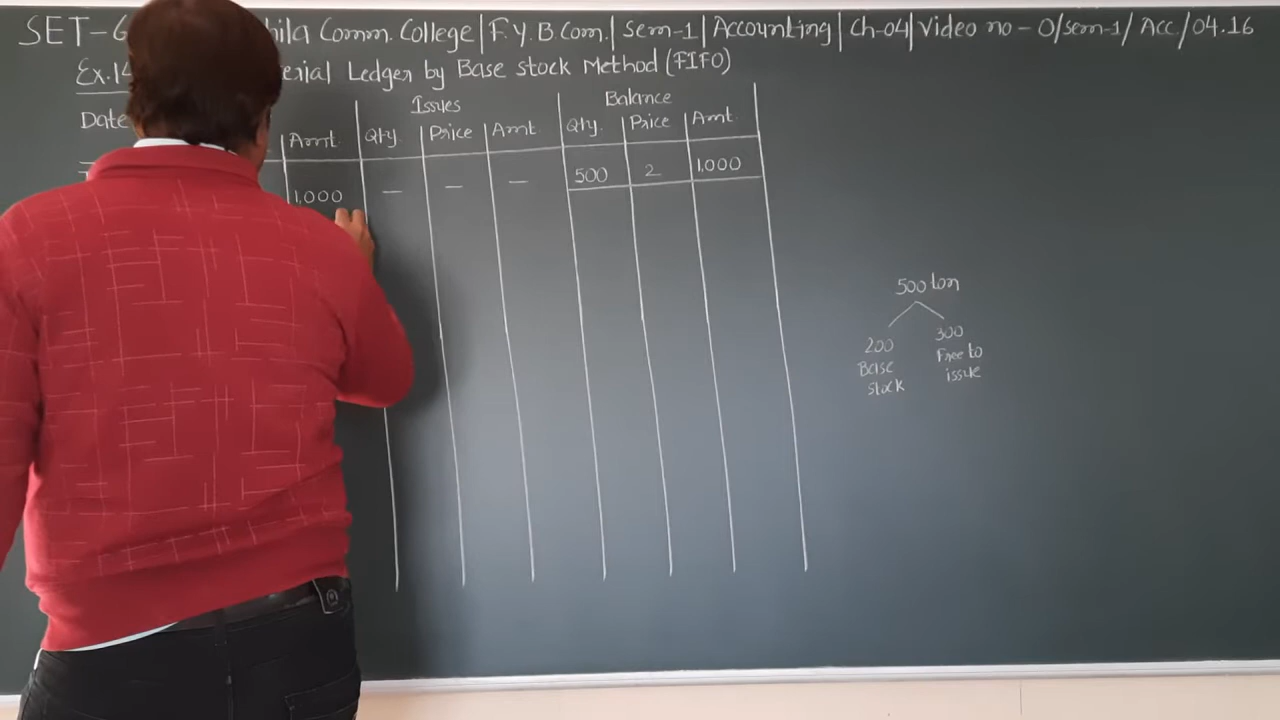 SET- hila Comm. College | F.Y.B.Com. | Sem-1 | Accounting | Ch-04 | Video no - 0/sem-1/ Acc./04.16
Ex.14 erial Ledger by Base stock Method (FIFO)
Date Issues Balance
Amt. Qty. Price Amt. Qty. Price Amt.
1,000 — — — 500 2 1,000
500 ton
200 300
Base stock
Free to issue